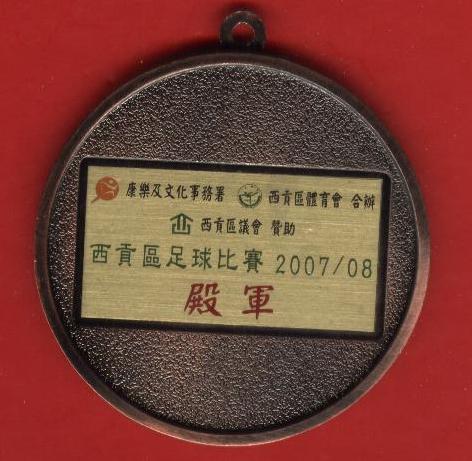 康樂及文化事務署 西貢區體育會 合辦
西貢區議會 贊助
西貢區足球比賽 2007/08
殿軍